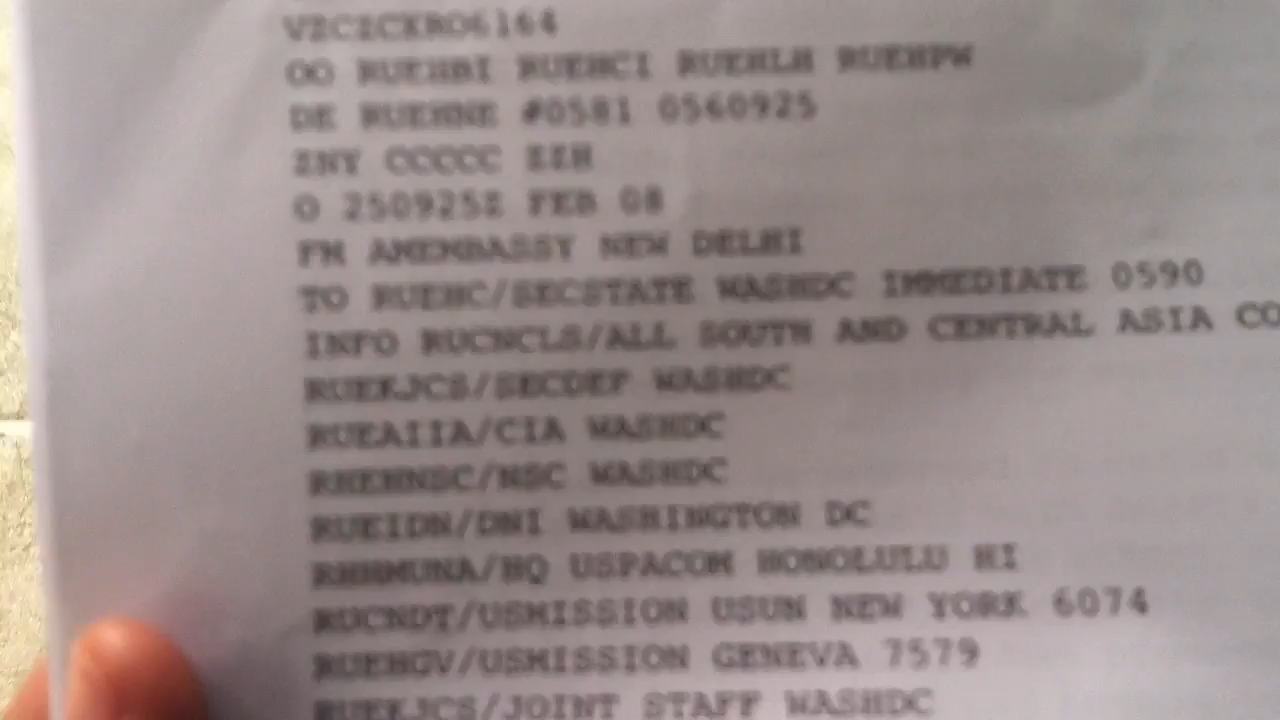 VZCZCXRO6164
OO RUEHBI RUEHCI RUEHLH RUEHPW
DE RUEHNE #0581 0560925
ZNY CCCCC ZZH
O 250925Z FEB 08
FM AMEMBASSY NEW DELHI
TO RUEHC/SECSTATE WASHDC IMMEDIATE 0590
INFO RUCNCLS/ALL SOUTH AND CENTRAL ASIA CO
RUEKJCS/SECDEF WASHDC
RUEAIIA/CIA WASHDC
RHEHNSC/NSC WASHDC
RUEIDN/DNI WASHINGTON DC
RHHMUNA/HQ USPACOM HONOLULU HI
RUCNDT/USMISSION USUN NEW YORK 6074
RUEHGV/USMISSION GENEVA 7579
RUEKJCS/JOINT STAFF WASHDC